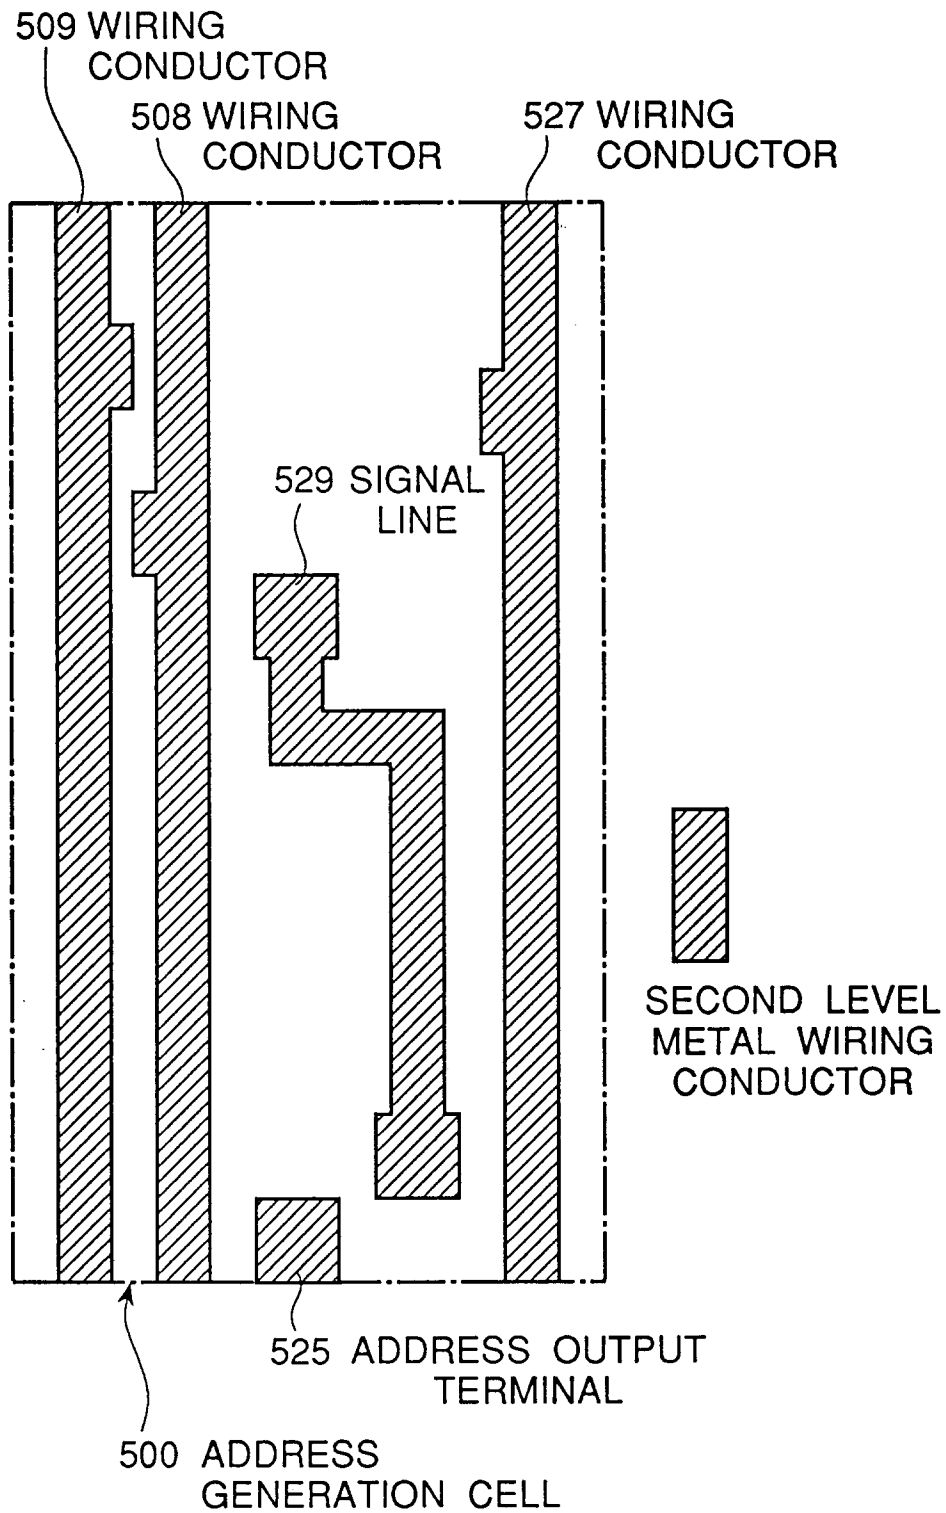 509 WIRING
CONDUCTOR
508 WIRING
CONDUCTOR
527 WIRING
CONDUCTOR
529 SIGNAL
LINE
SECOND LEVEL
METAL WIRING
CONDUCTOR
525 ADDRESS OUTPUT
TERMINAL
500 ADDRESS
GENERATION CELL